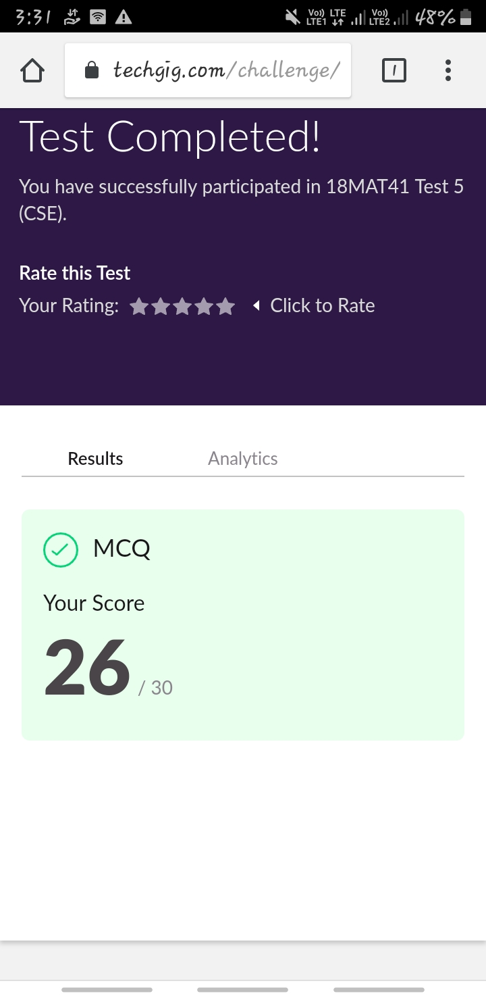 3:31
Vo)) LTE
LTE1
Vo))
LTE2
48%
techgig.com/challenge/
1
Test Completed!
You have successfully participated in 18MAT41 Test 5
(CSE).
Rate this Test
Your Rating:
Click to Rate
Results
Analytics
MCQ
Your Score
26 / 30